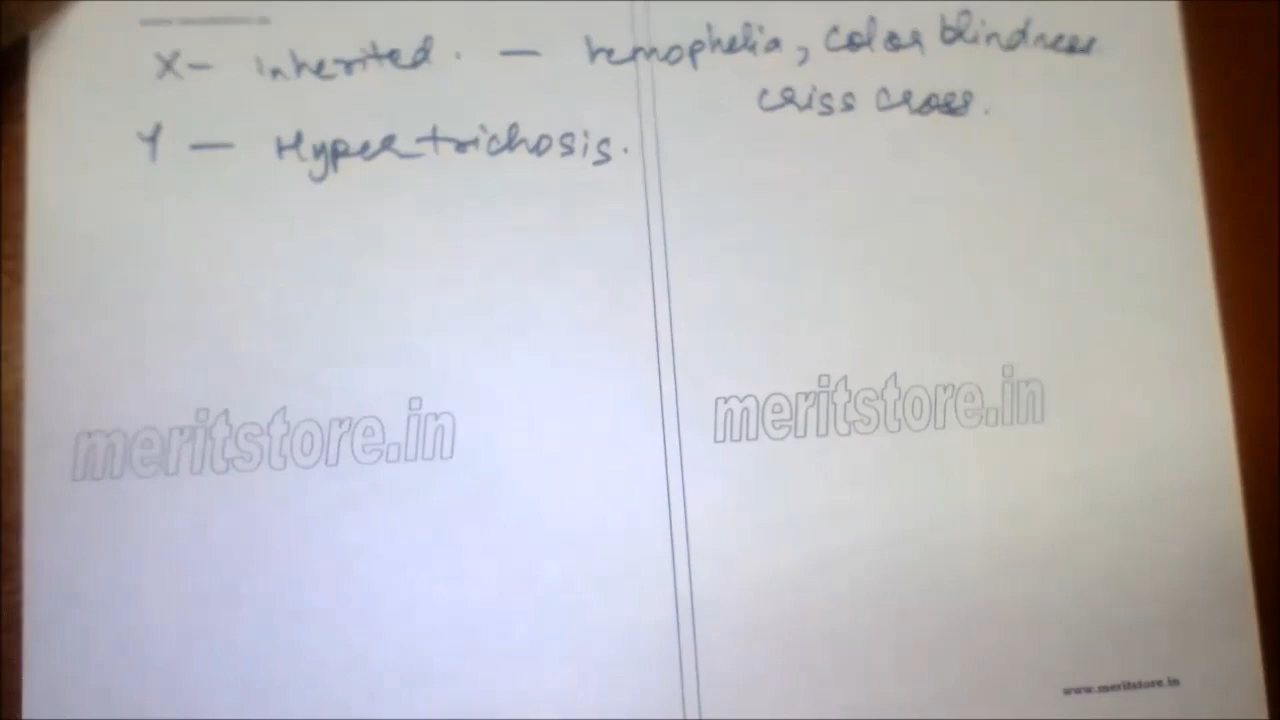 X- inherited. - hemophelia, color blindness
criss cross.
Y - Hypertrichosis.
meritstore.in meritstore.in
www.meritstore.in